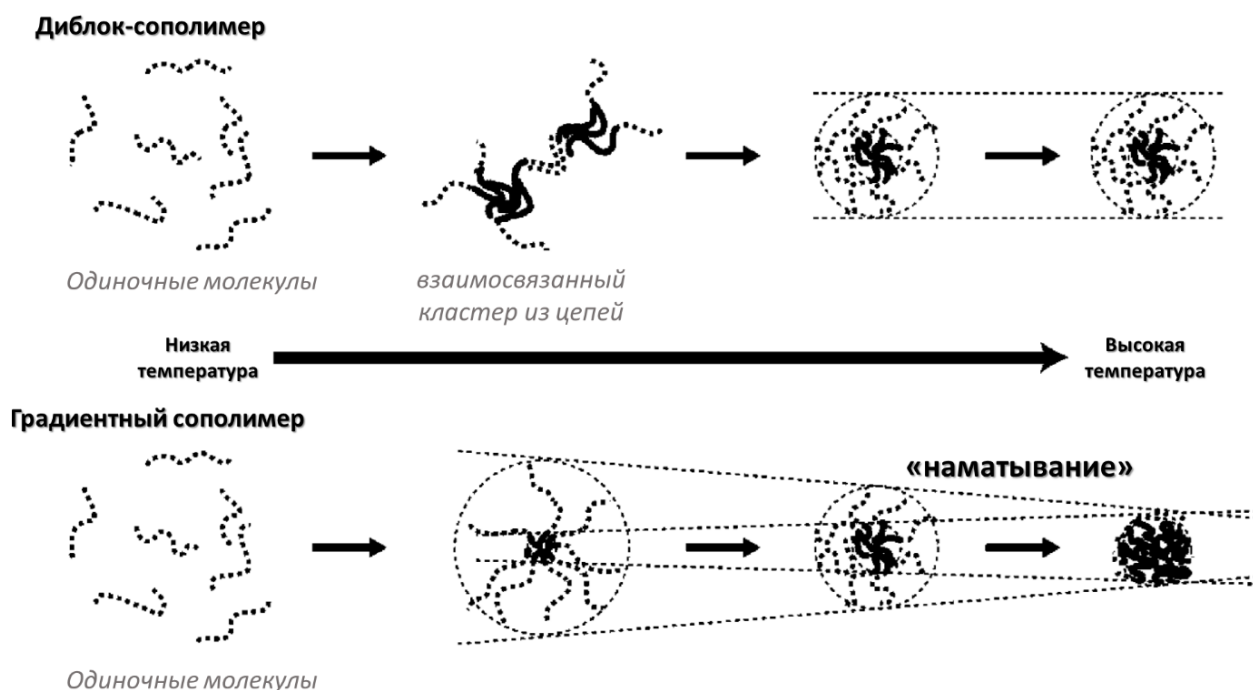 Диблок-сополимер
Одиночные молекулы
взаимосвязанный
кластер из цепей
Низкая
температура
Высокая
температура
Градиентный сополимер
«наматывание»
Одиночные молекулы